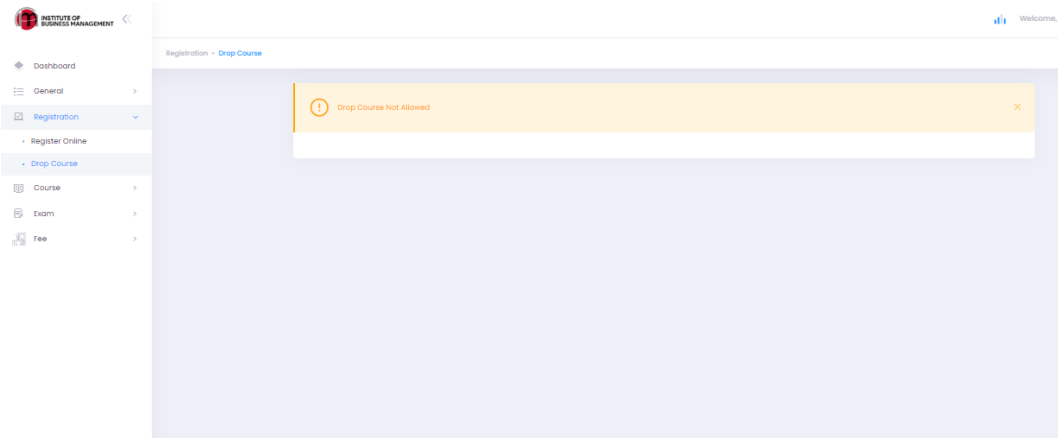 INSTITUTE OF
BUSINESS MANAGEMENT
Welcome,
Registration • Drop Course
Dashboard
General
Registration
Register Online
Drop Course
Course
Exam
Fee
Drop Course Not Allowed